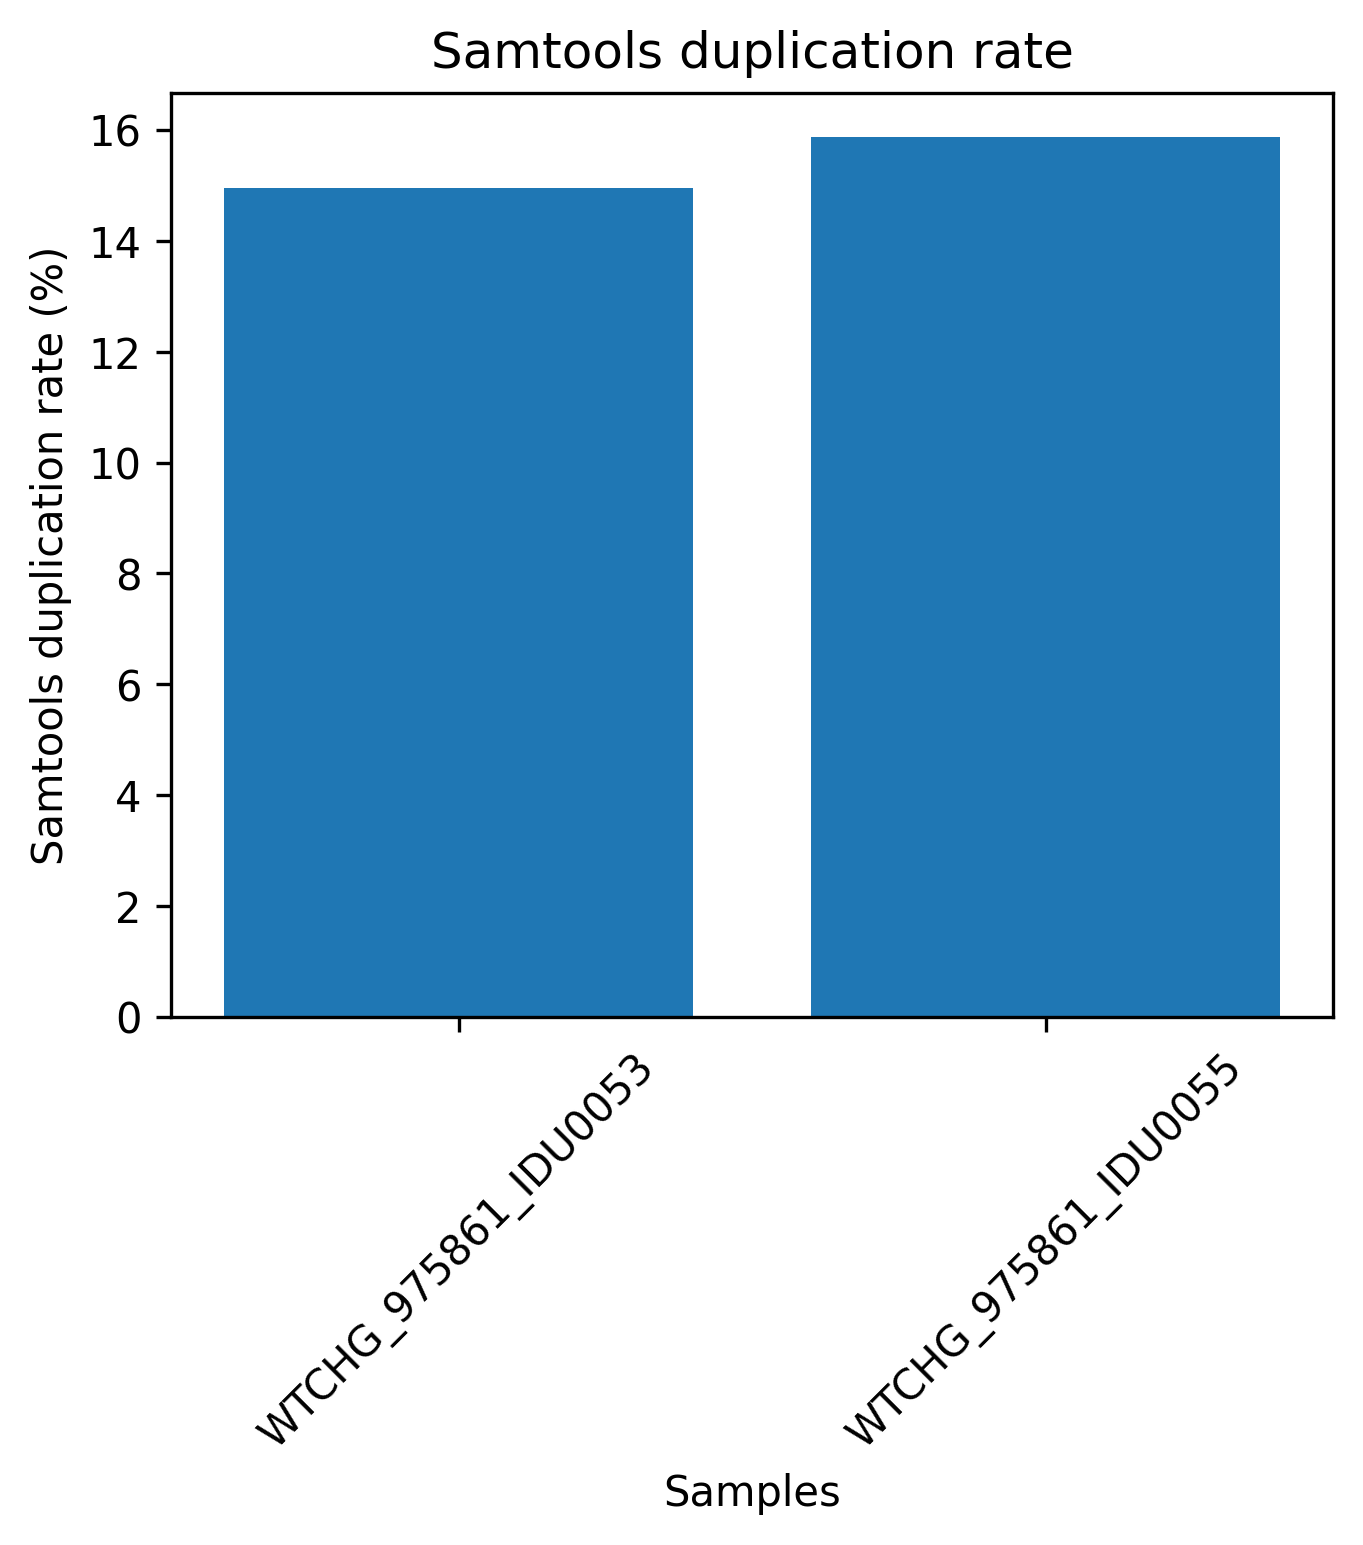 Samtools duplication rate
Samtools duplication rate (%)
16
14
12
10
8
6
4
2
0
WTCHG_975861_IDU0053
WTCHG_975861_IDU0055
Samples